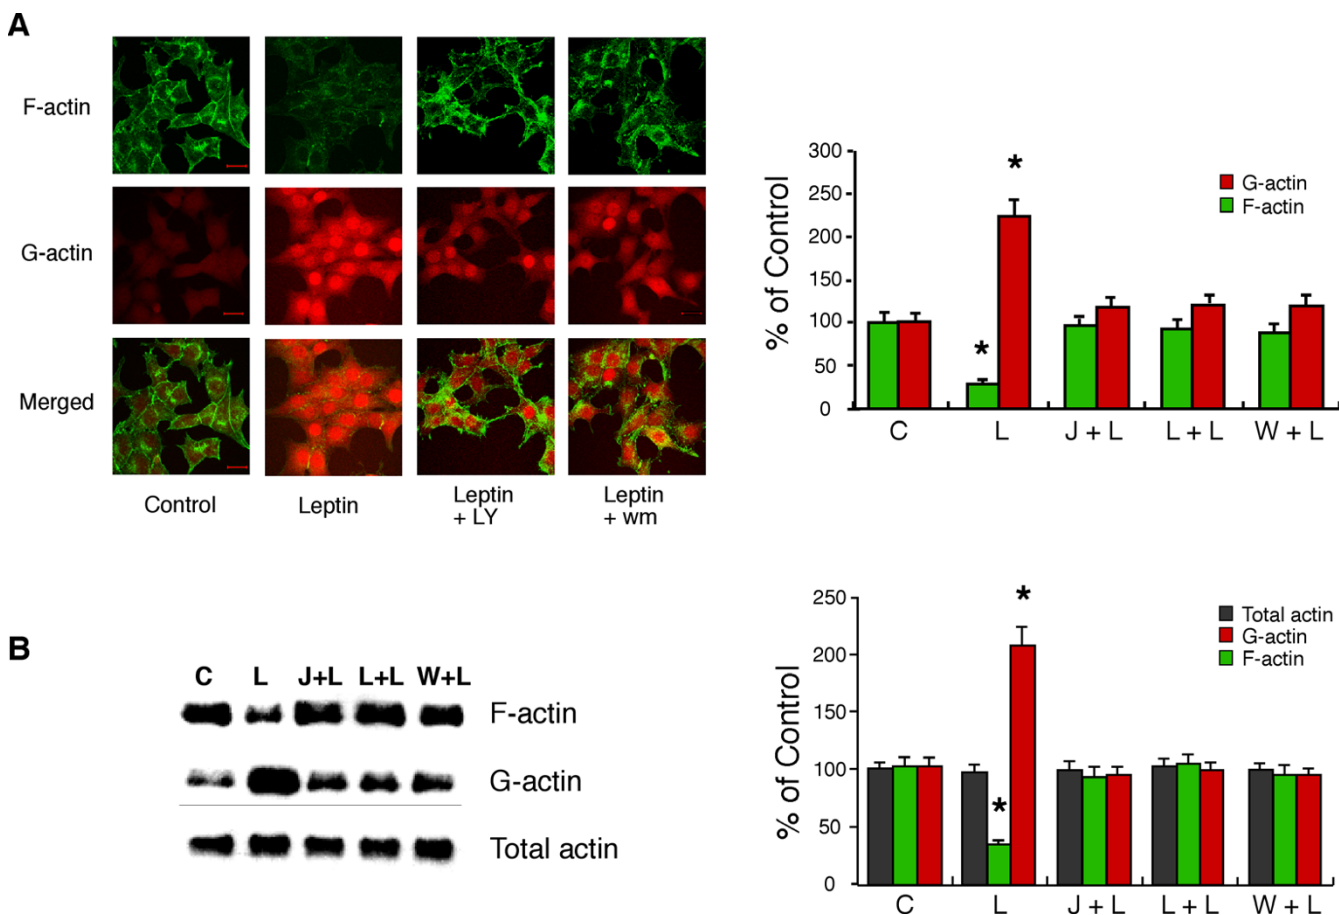 A
F-actin
G-actin
Merged
Control
Leptin
Leptin
+ LY
Leptin
+ wm
% of Control
300
250
200
150
100
50
0
*
*
G-actin
F-actin
C
L
J + L
L + L
W + L
B
C L J+L L+L W+L
F-actin
G-actin
Total actin
% of Control
250
200
150
100
50
0
*
*
Total actin
G-actin
F-actin
C
L
J + L
L + L
W + L